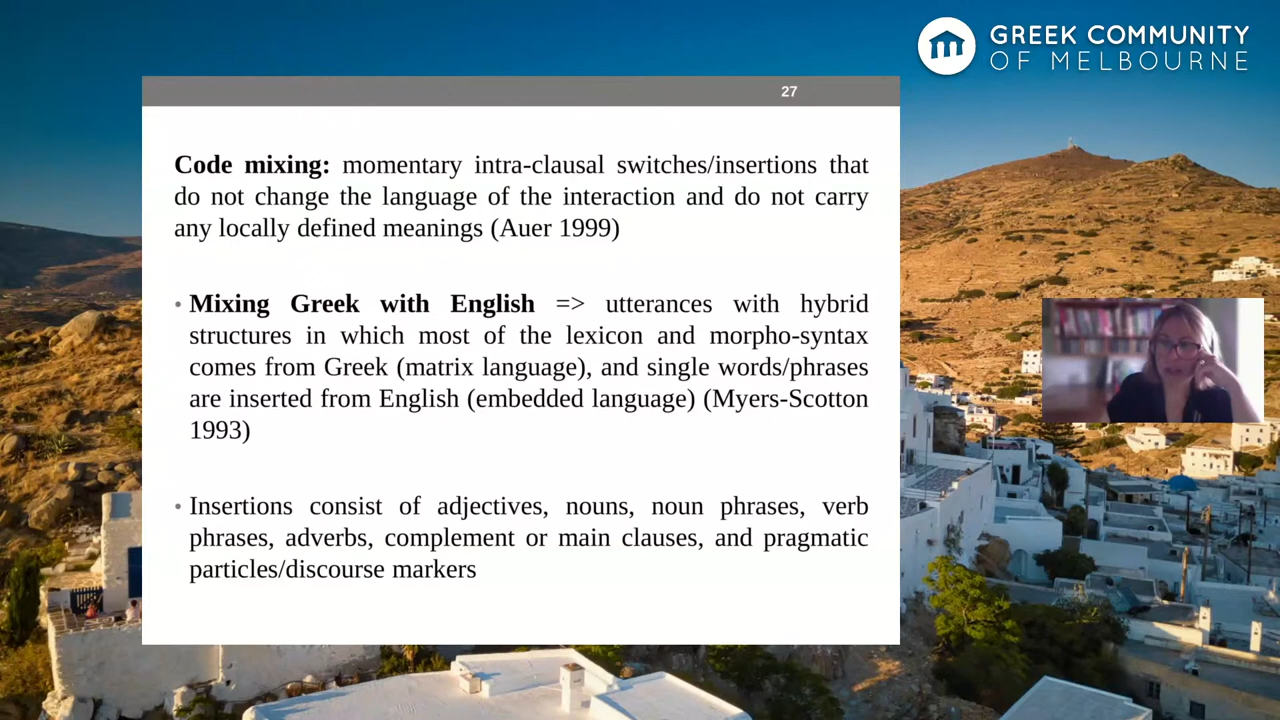 GREEK COMMUNITY
OF MELBOURNE
27
Code mixing: momentary intra-clausal switches/insertions that
do not change the language of the interaction and do not carry
any locally defined meanings (Auer 1999)
• Mixing Greek with English => utterances with hybrid
structures in which most of the lexicon and morpho-syntax
comes from Greek (matrix language), and single words/phrases
are inserted from English (embedded language) (Myers-Scotton
1993)
• Insertions consist of adjectives, nouns, noun phrases, verb
phrases, adverbs, complement or main clauses, and pragmatic
particles/discourse markers